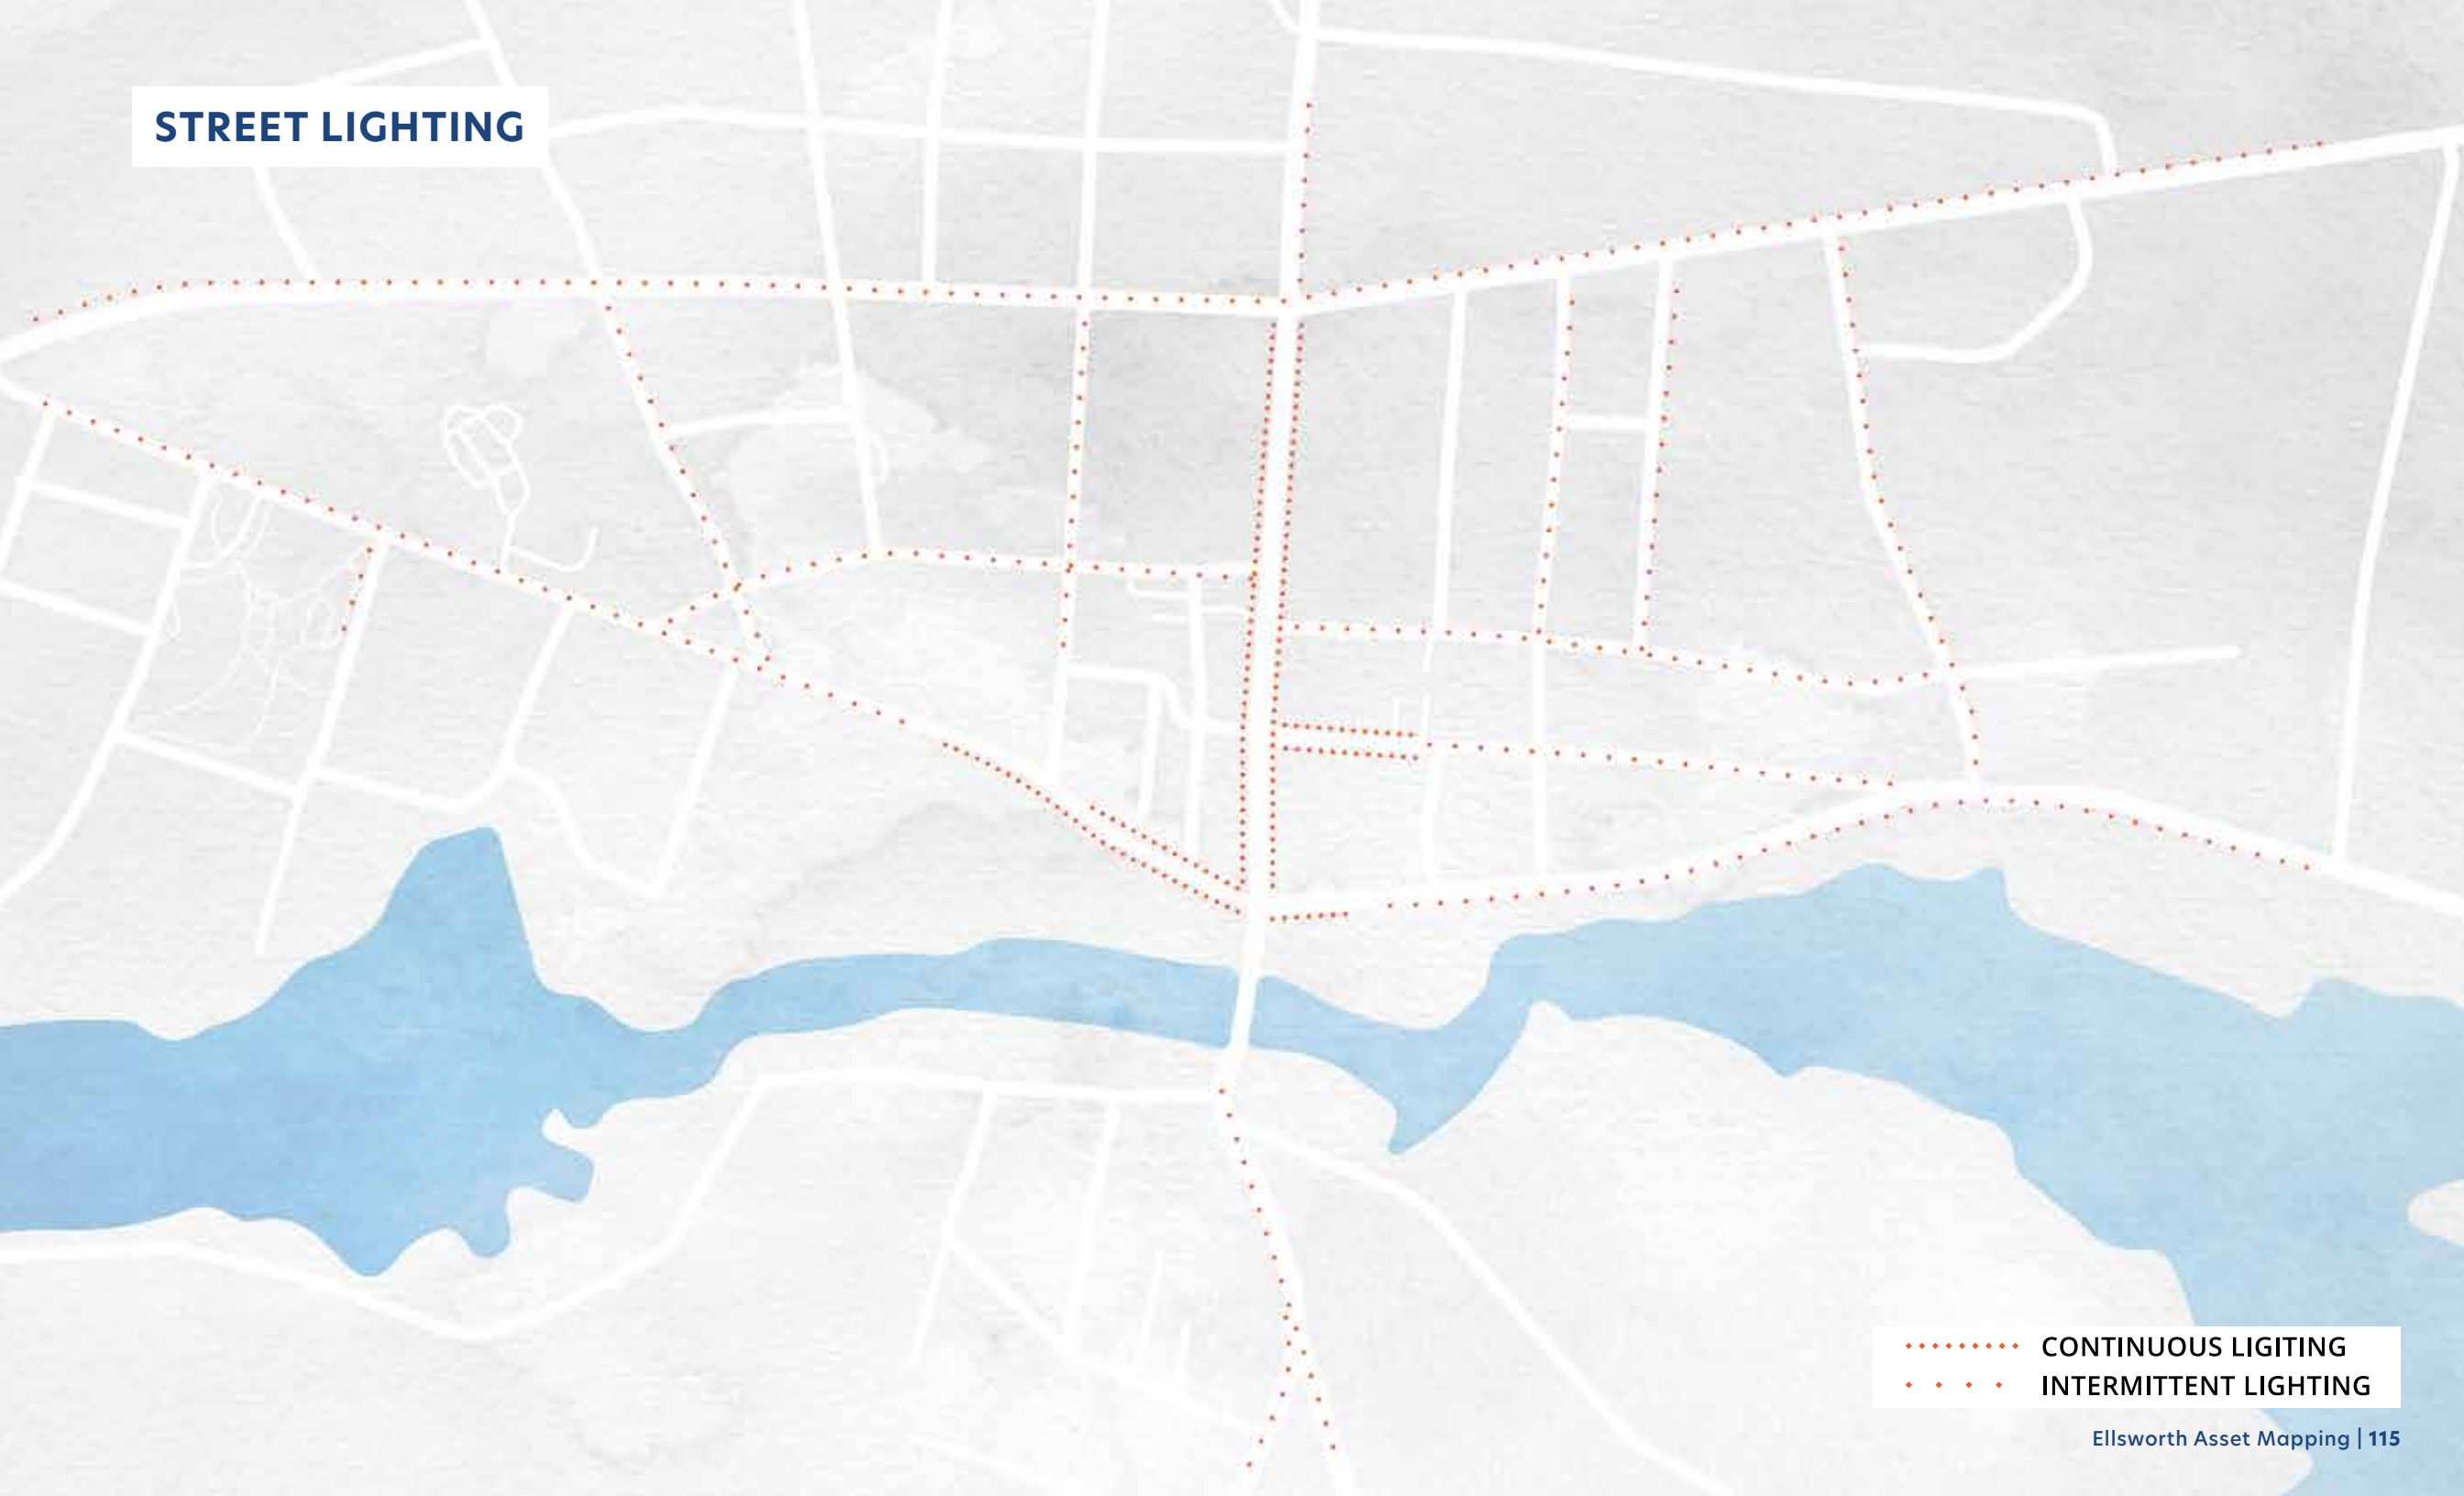 STREET LIGHTING
CONTINUOUS LIGITING
INTERMITTENT LIGHTING
Ellsworth Asset Mapping | 115